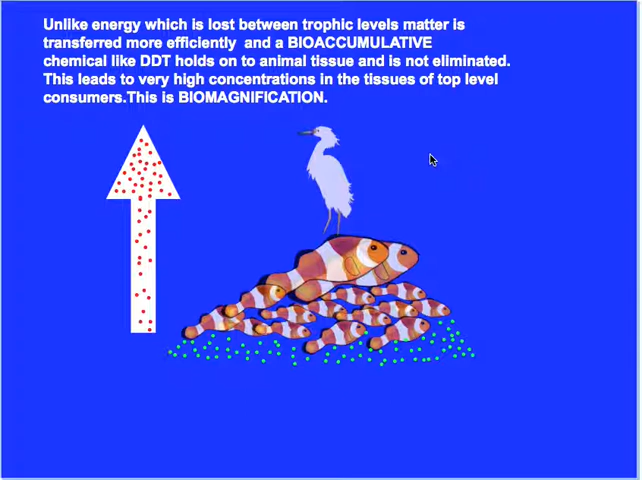 Unlike energy which is lost between trophic levels matter is
transferred more efficiently  and a BIOACCUMULATIVE
chemical like DDT holds on to animal tissue and is not eliminated.
This leads to very high concentrations in the tissues of top level
consumers.This is BIOMAGNIFICATION.